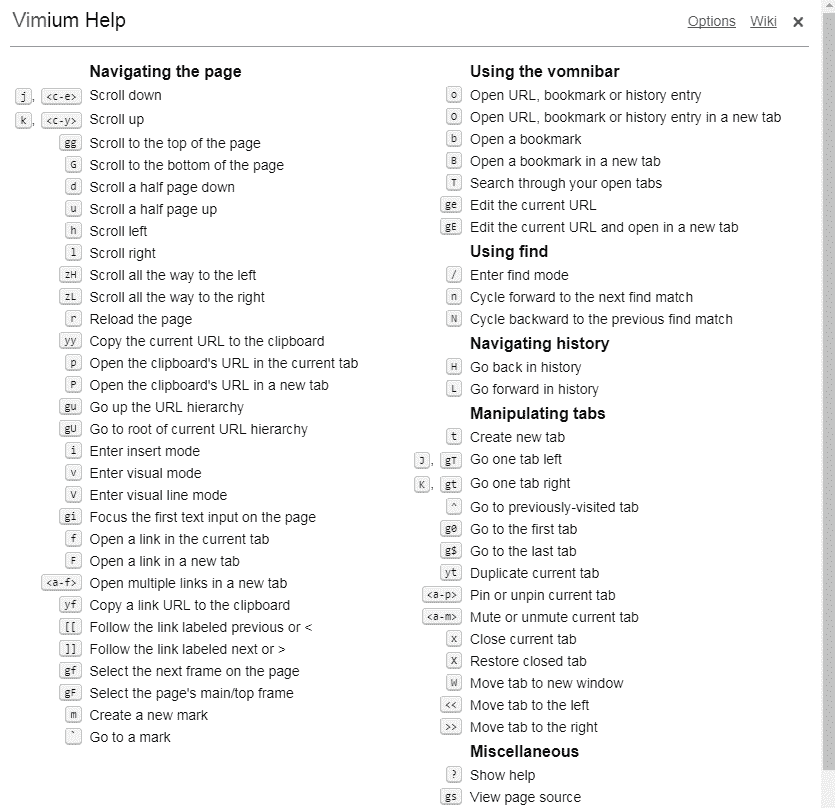 Vimium Help
Options Wiki ×
Navigating the page
j, <c-e> Scroll down
k, <c-y> Scroll up
gg Scroll to the top of the page
G Scroll to the bottom of the page
d Scroll a half page down
u Scroll a half page up
h Scroll left
l Scroll right
zH Scroll all the way to the left
zL Scroll all the way to the right
r Reload the page
yy Copy the current URL to the clipboard
p Open the clipboard's URL in the current tab
P Open the clipboard's URL in a new tab
gu Go up the URL hierarchy
gU Go to root of current URL hierarchy
i Enter insert mode
v Enter visual mode
V Enter visual line mode
gi Focus the first text input on the page
f Open a link in the current tab
F Open a link in a new tab
<a-f> Open multiple links in a new tab
yf Copy a link URL to the clipboard
[[ Follow the link labeled previous or <
]] Follow the link labeled next or >
gf Select the next frame on the page
gF Select the page's main/top frame
m Create a new mark
` Go to a mark
Using the vomnibar
o Open URL, bookmark or history entry
O Open URL, bookmark or history entry in a new tab
b Open a bookmark
B Open a bookmark in a new tab
T Search through your open tabs
ge Edit the current URL
gE Edit the current URL and open in a new tab
Using find
/ Enter find mode
n Cycle forward to the next find match
N Cycle backward to the previous find match
Navigating history
H Go back in history
L Go forward in history
Manipulating tabs
t Create new tab
J, gT Go one tab left
K, gt Go one tab right
^ Go to previously-visited tab
g0 Go to the first tab
g$ Go to the last tab
yt Duplicate current tab
<a-p> Pin or unpin current tab
<a-m> Mute or unmute current tab
x Close current tab
X Restore closed tab
W Move tab to new window
<< Move tab to the left
>> Move tab to the right
Miscellaneous
? Show help
gs View page source